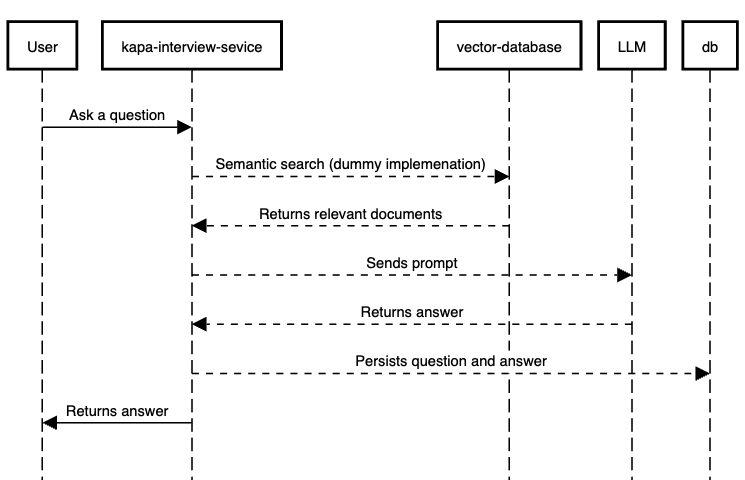 User
kapa-interview-sevice
vector-database
LLM
db
Ask a question
Semantic search (dummy implemenation)
Returns relevant documents
Sends prompt
Returns answer
Persists question and answer
Returns answer